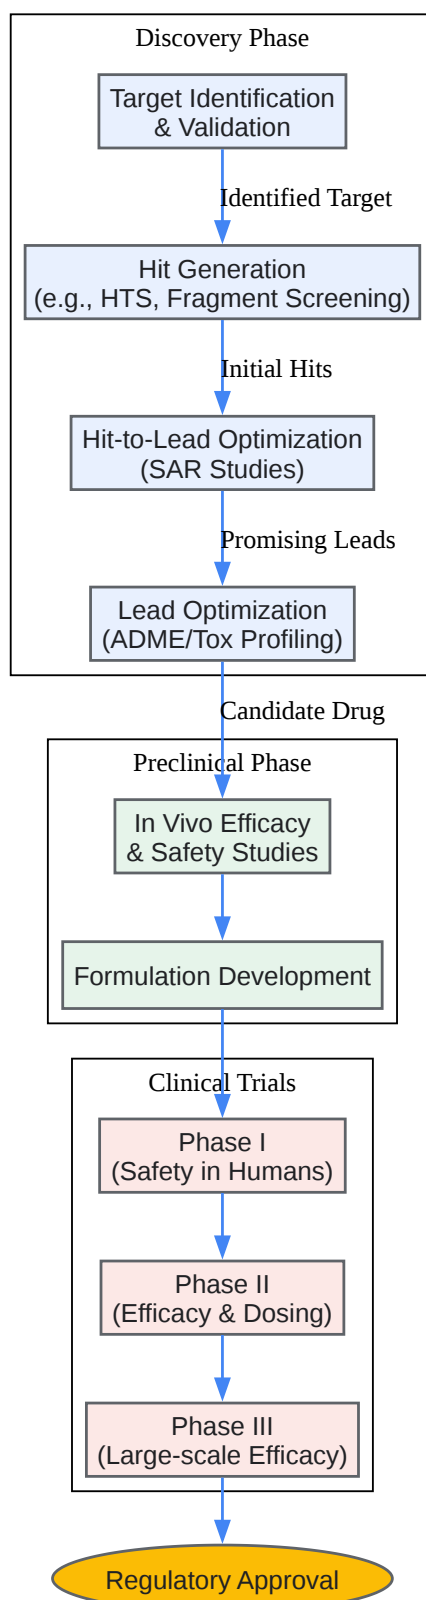 Discovery Phase
Target Identification
& Validation
Identified Target
Hit Generation
(e.g., HTS, Fragment Screening)
Initial Hits
Hit-to-Lead Optimization
(SAR Studies)
Promising Leads
Lead Optimization
(ADME/Tox Profiling)
Candidate Drug
Preclinical Phase
In Vivo Efficacy
& Safety Studies
Formulation Development
Clinical Trials
Phase I
(Safety in Humans)
Phase II
(Efficacy & Dosing)
Phase III
(Large-scale Efficacy)
Regulatory Approval